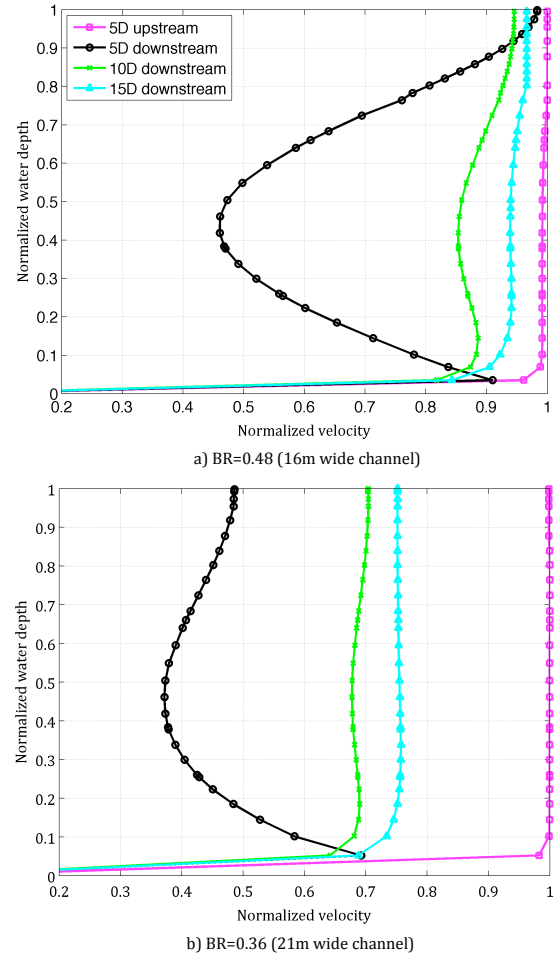 1
0.9
0.8
0.7
0.6
0.5
0.4
0.3
0.2
0.1
0
Normalized water depth
5D upstream
5D downstream
10D downstream
15D downstream
0.2 0.3 0.4 0.5 0.6 0.7 0.8 0.9 1
Normalized velocity
a) BR=0.48 (16m wide channel)
1
0.9
0.8
0.7
0.6
0.5
0.4
0.3
0.2
0.1
0
Normalized water depth
0.2 0.3 0.4 0.5 0.6 0.7 0.8 0.9 1
Normalized velocity
b) BR=0.36 (21m wide channel)